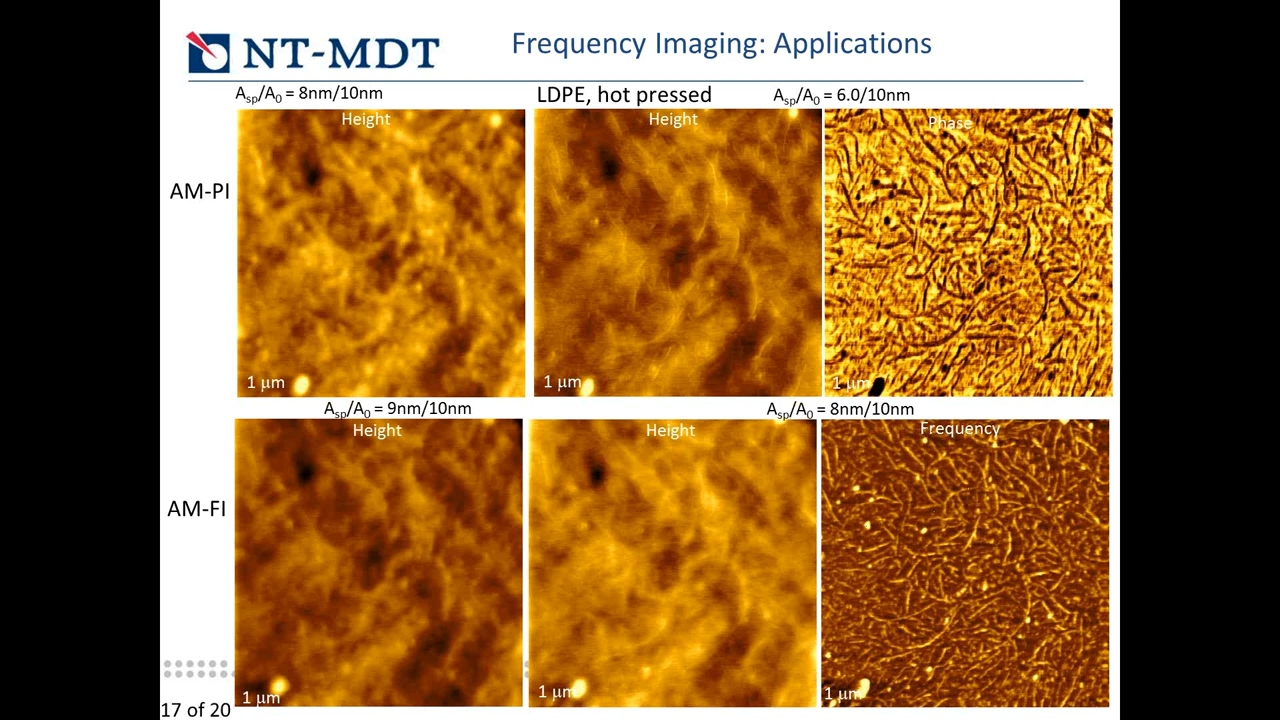 NT-MDT
Frequency Imaging: Applications
Asp/A0 = 8nm/10nm
LDPE, hot pressed
Asp/A0 = 6.0/10nm
Height
Height
Phase
AM-PI
1 μm
1 μm
1 μm
Asp/A0 = 9nm/10nm
Asp/A0 = 8nm/10nm
Height
Height
Frequency
AM-FI
1 μm
1 μm
1 μm
17 of 20